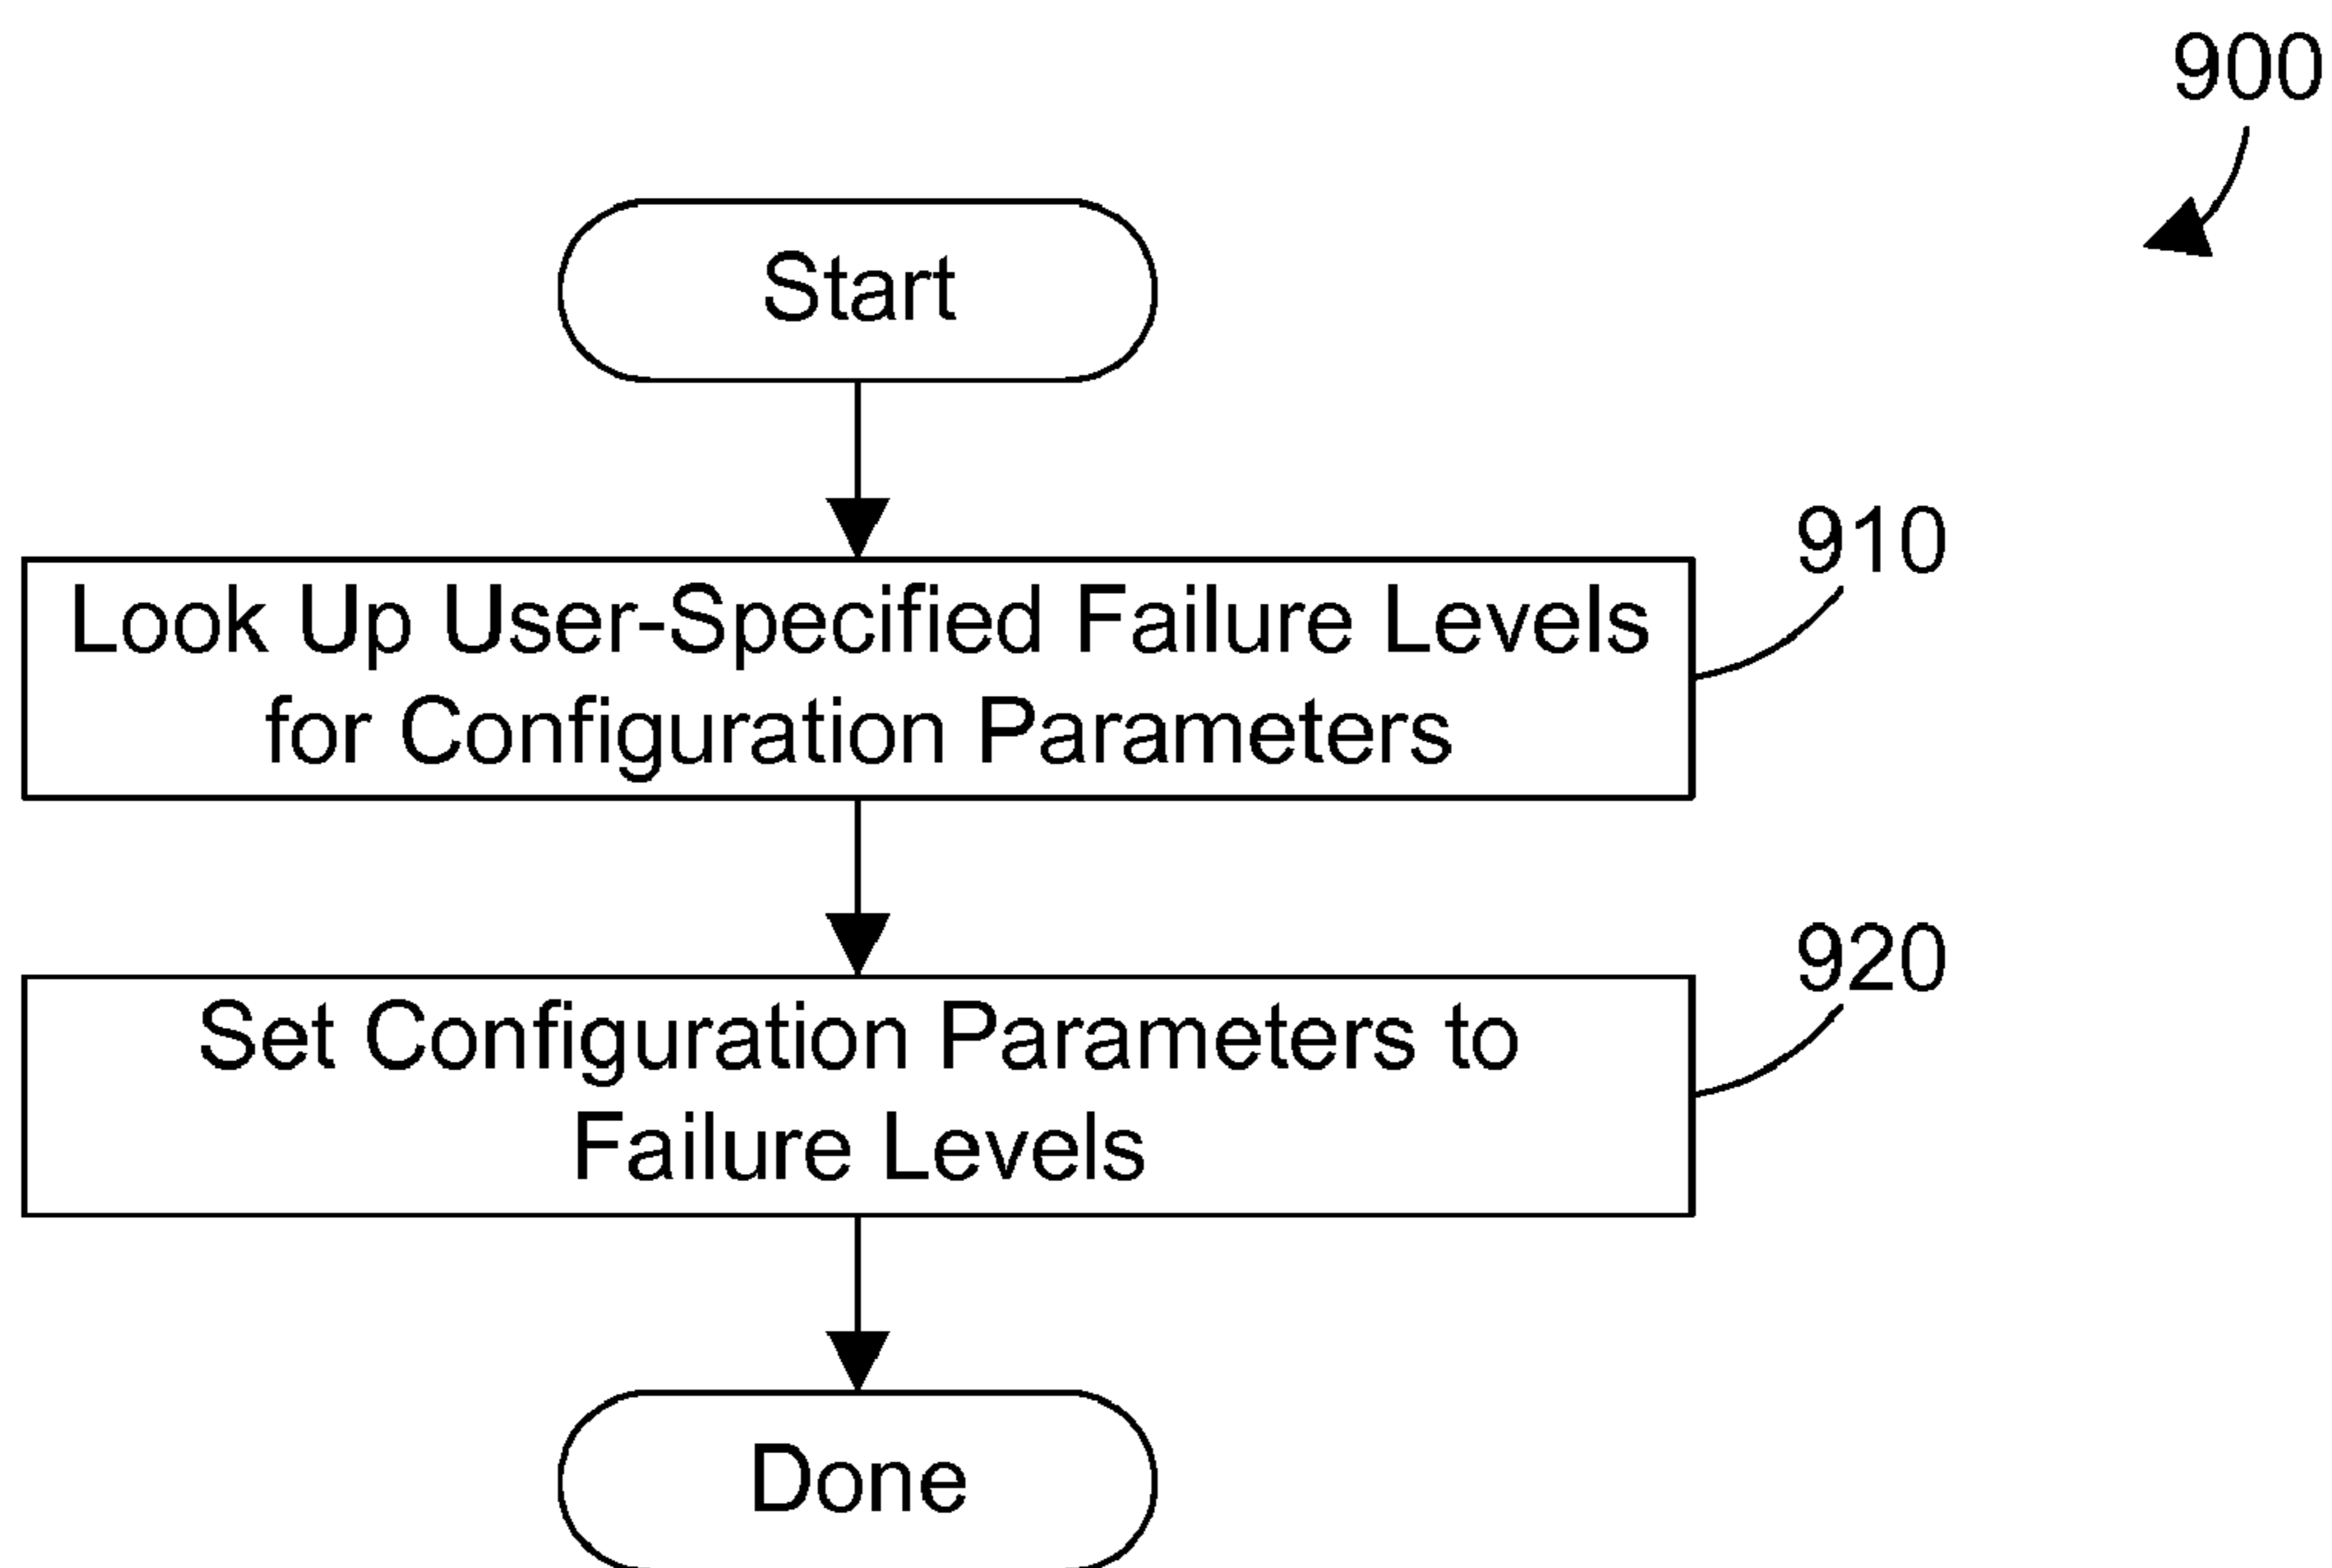 900
Start
910
Look Up User-Specified Failure Levels
for Configuration Parameters
920
Set Configuration Parameters to
Failure Levels
Done